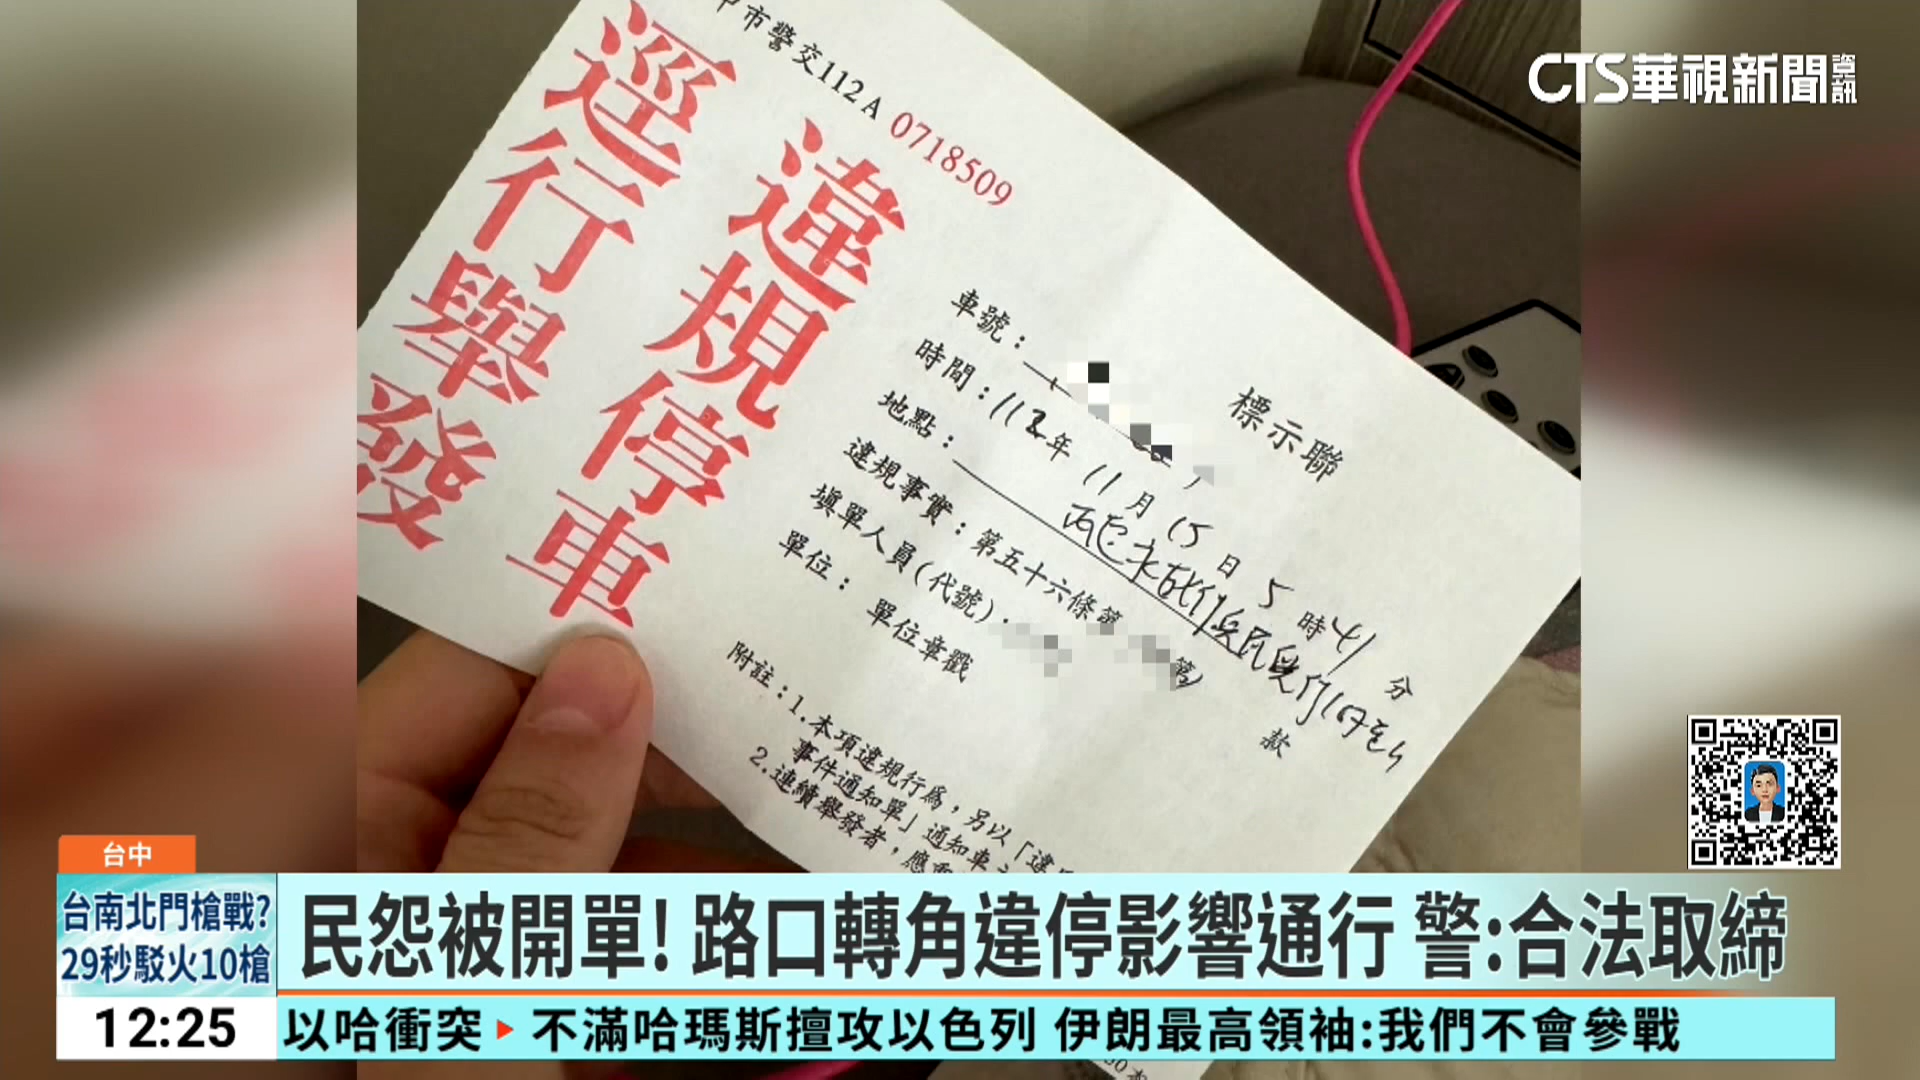 CTS華視新聞資訊
中市警交112A 0718509
違規停車
逕行舉發
標示聯
車號：
時間：112年 11月 15日 5時 41分
地點：
違規事實：第五十六條第 款
填單人員(代號)
單位： 單位章戳
附註：1.本項違規行為，另以「違
事件通知單」通知車
2.連續舉發者，應
台中
台南北門槍戰?
29秒駁火10槍
民怨被開單! 路口轉角違停影響通行 警:合法取締
12:25
以哈衝突▶不滿哈瑪斯擅攻以色列 伊朗最高領袖:我們不會參戰